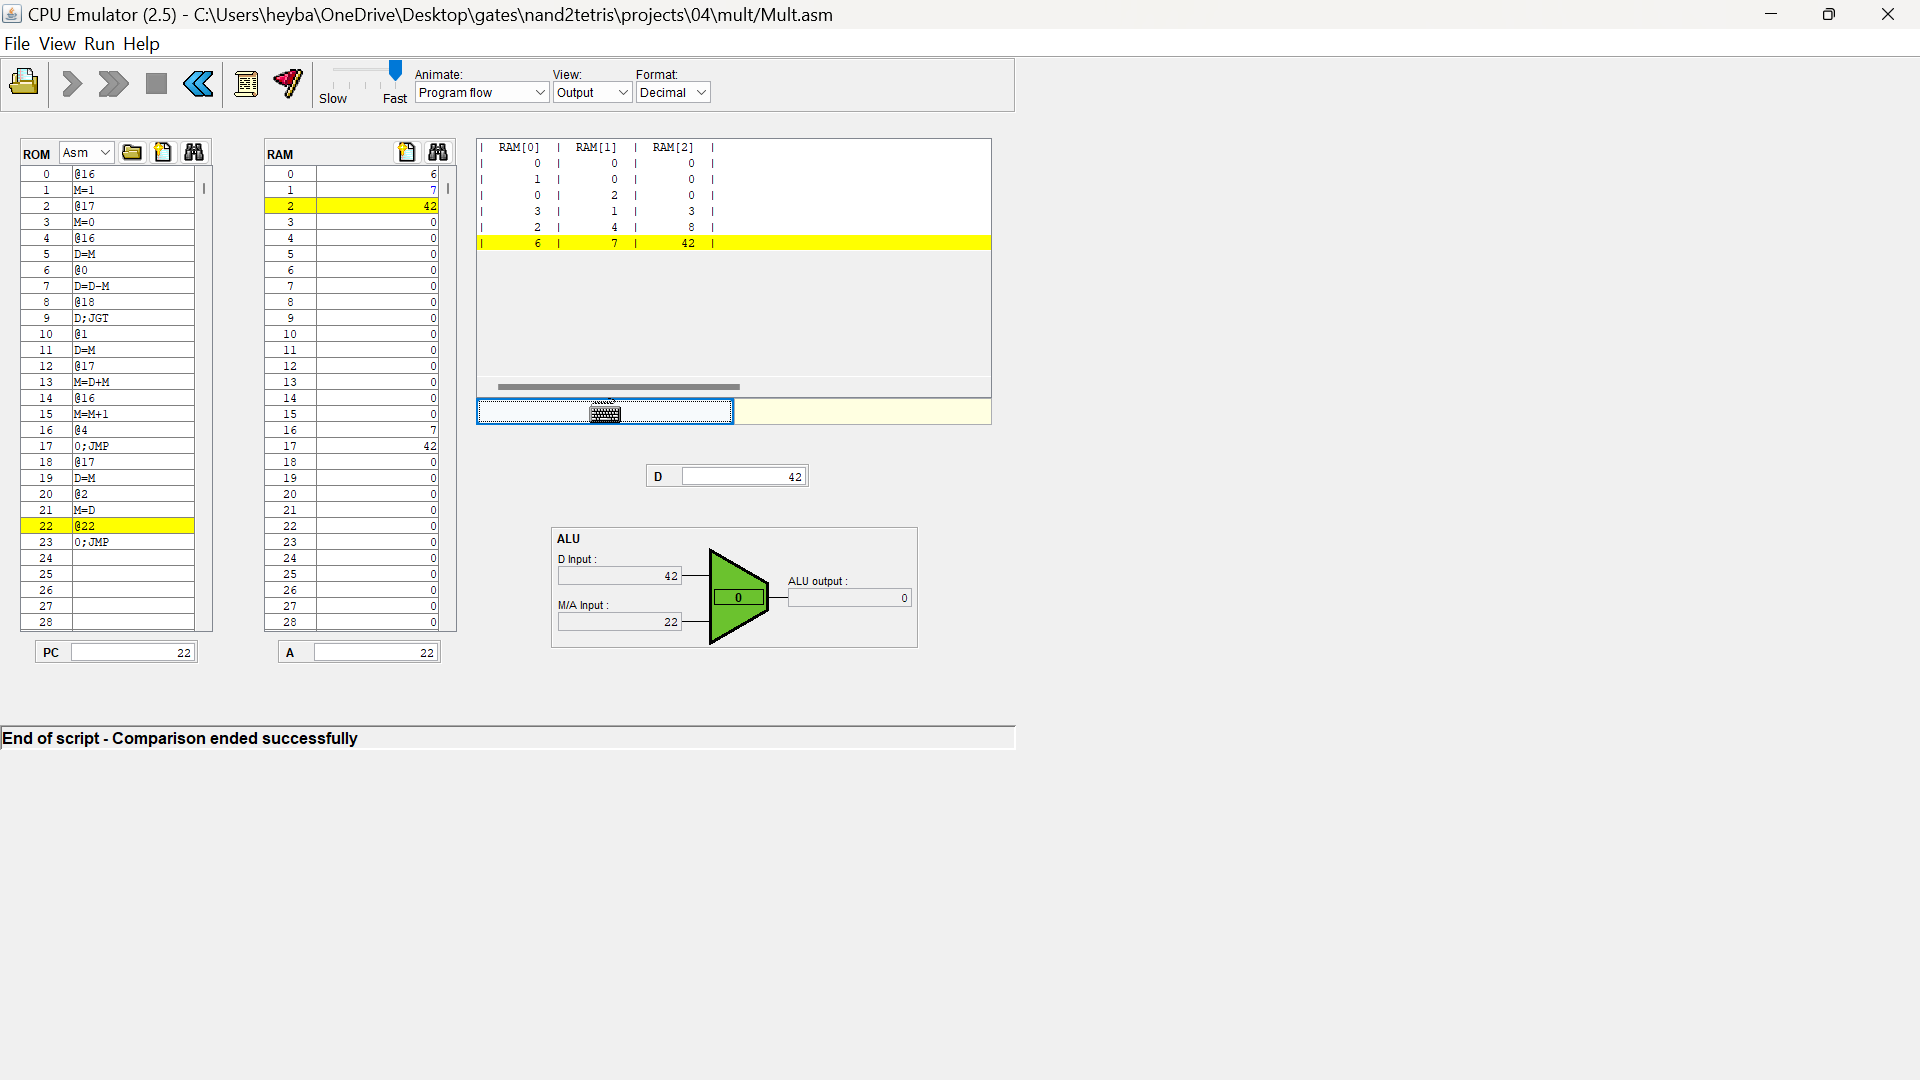 CPU Emulator (2.5) - C:\Users\heyba\OneDrive\Desktop\gates\nand2tetris\projects\04\mult/Mult.asm
File View Run Help
Slow Fast
Animate:
Program flow
View:
Output
Format:
Decimal
ROM Asm
0 @16
1 M=1
2 @17
3 M=0
4 @16
5 D=M
6 @0
7 D=D-M
8 @18
9 D;JGT
10 @1
11 D=M
12 @17
13 M=D+M
14 @16
15 M=M+1
16 @4
17 0;JMP
18 @17
19 D=M
20 @2
21 M=D
22 @22
23 0;JMP
24
25
26
27
28
PC 22
RAM
0 6
1 7
2 42
3 0
4 0
5 0
6 0
7 0
8 0
9 0
10 0
11 0
12 0
13 0
14 0
15 0
16 7
17 42
18 0
19 0
20 0
21 0
22 0
23 0
24 0
25 0
26 0
27 0
28 0
A 22
| RAM[0] | RAM[1] | RAM[2] |
| 0 | 0 | 0 |
| 1 | 0 | 0 |
| 0 | 2 | 0 |
| 3 | 1 | 3 |
| 2 | 4 | 8 |
| 6 | 7 | 42 |
D 42
ALU
D Input :
42
M/A Input :
22
0
ALU output :
0
End of script - Comparison ended successfully